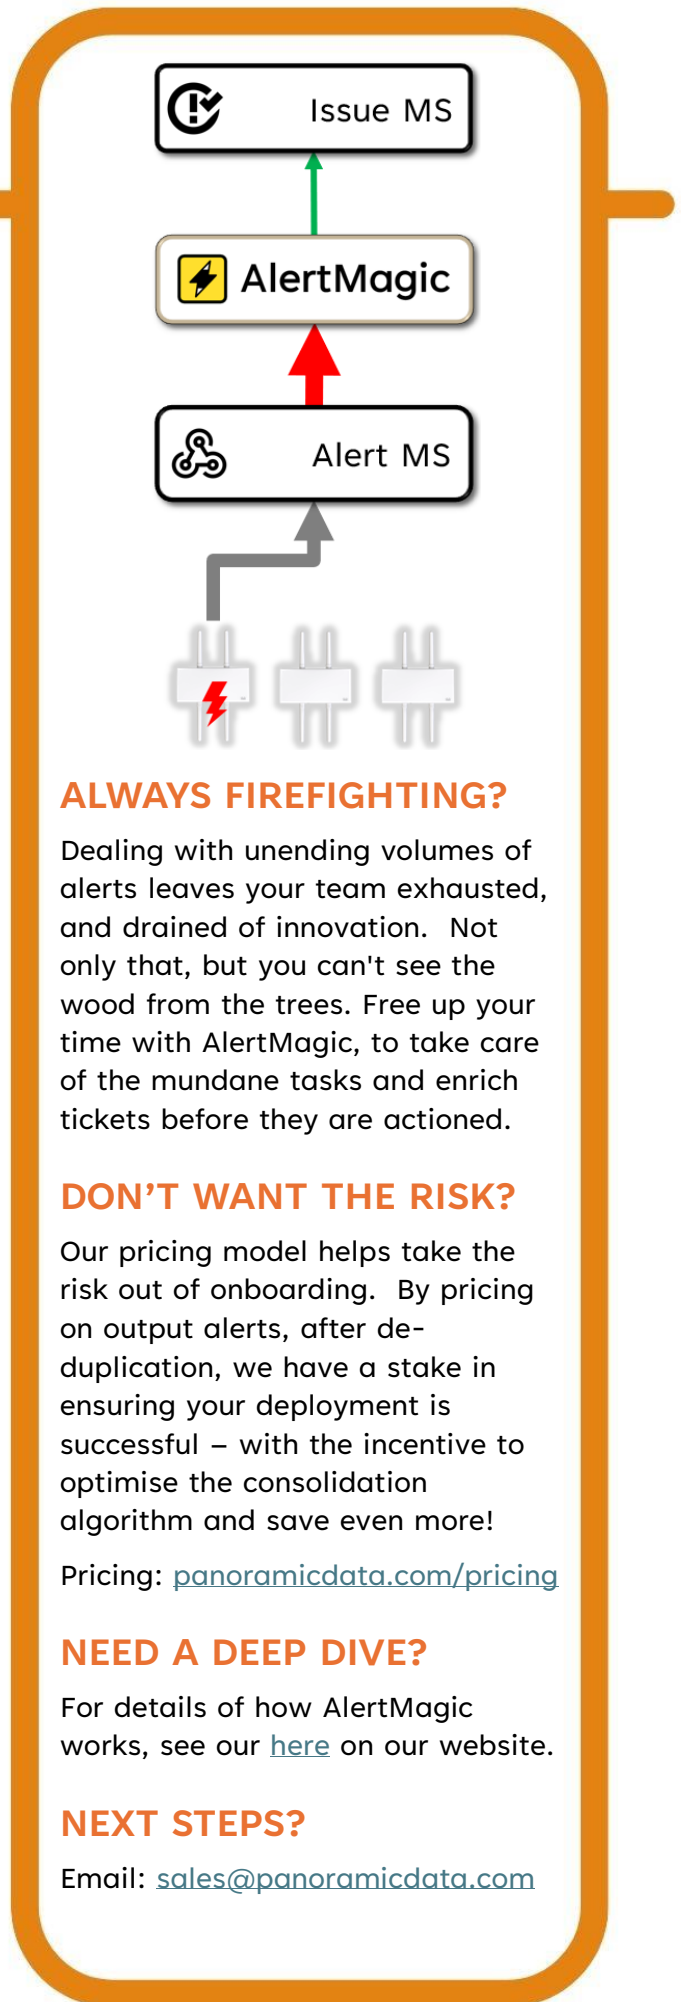 Issue MS
AlertMagic
Alert MS
ALWAYS FIREFIGHTING?
Dealing with unending volumes of
alerts leaves your team exhausted,
and drained of innovation.  Not
only that, but you can't see the
wood from the trees. Free up your
time with AlertMagic, to take care
of the mundane tasks and enrich
tickets before they are actioned.
DON’T WANT THE RISK?
Our pricing model helps take the
risk out of onboarding.  By pricing
on output alerts, after de-
duplication, we have a stake in
ensuring your deployment is
successful – with the incentive to
optimise the consolidation
algorithm and save even more!
Pricing: panoramicdata.com/pricing
NEED A DEEP DIVE?
For details of how AlertMagic
works, see our here on our website.
NEXT STEPS?
Email: sales@panoramicdata.com